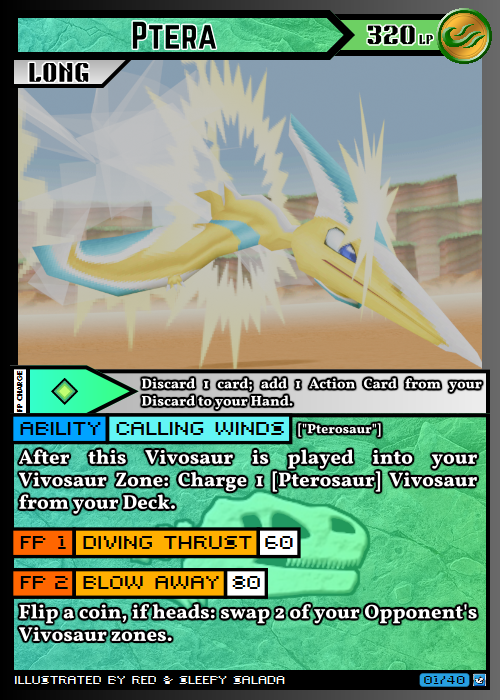 Ptera
320 LP
LONG
FP CHARGE
Discard 1 card; add 1 Action Card from your
Discard to your Hand.
ABILITY CALLING WINDS ["Pterosaur"]
After this Vivosaur is played into your
Vivosaur Zone: Charge 1 [Pterosaur] Vivosaur
from your Deck.
FP 1 DIVING THRUST 60
FP 2 BLOW AWAY 80
Flip a coin, if heads: swap 2 of your Opponent's
Vivosaur zones.
ILLUSTRATED BY RED & SLEEPY SALADA
01/40